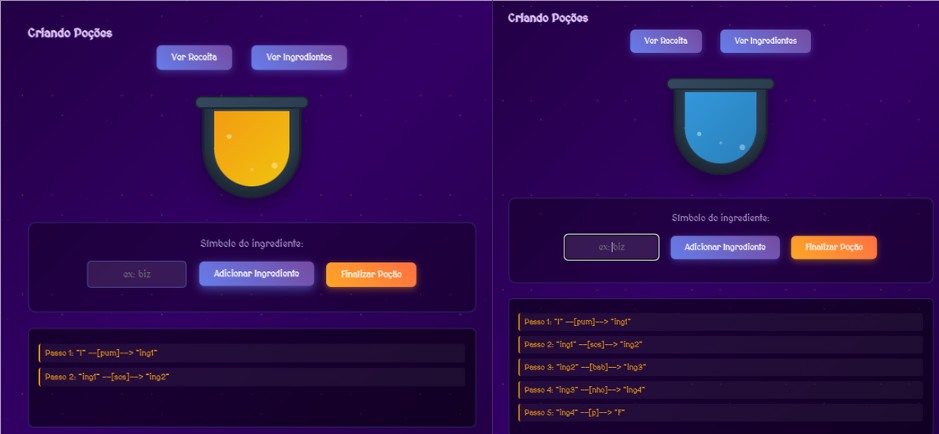 Criando Poções
Ver Receita
Ver Ingredientes
Símbolo do ingrediente:
ex: biz
Adicionar Ingrediente
Finalizar Poção
Passo 1: "I" --[pum]--> "ing1"
Passo 2: "ing1" --[sos]--> "ing2"
Criando Poções
Ver Receita
Ver Ingredientes
Símbolo do ingrediente:
ex: biz
Adicionar Ingrediente
Finalizar Poção
Passo 1: "I" --[pum]--> "ing1"
Passo 2: "ing1" --[sos]--> "ing2"
Passo 3: "ing2" --[bab]--> "ing3"
Passo 4: "ing3" --[nho]--> "ing4"
Passo 5: "ing4" --[p]--> "F"